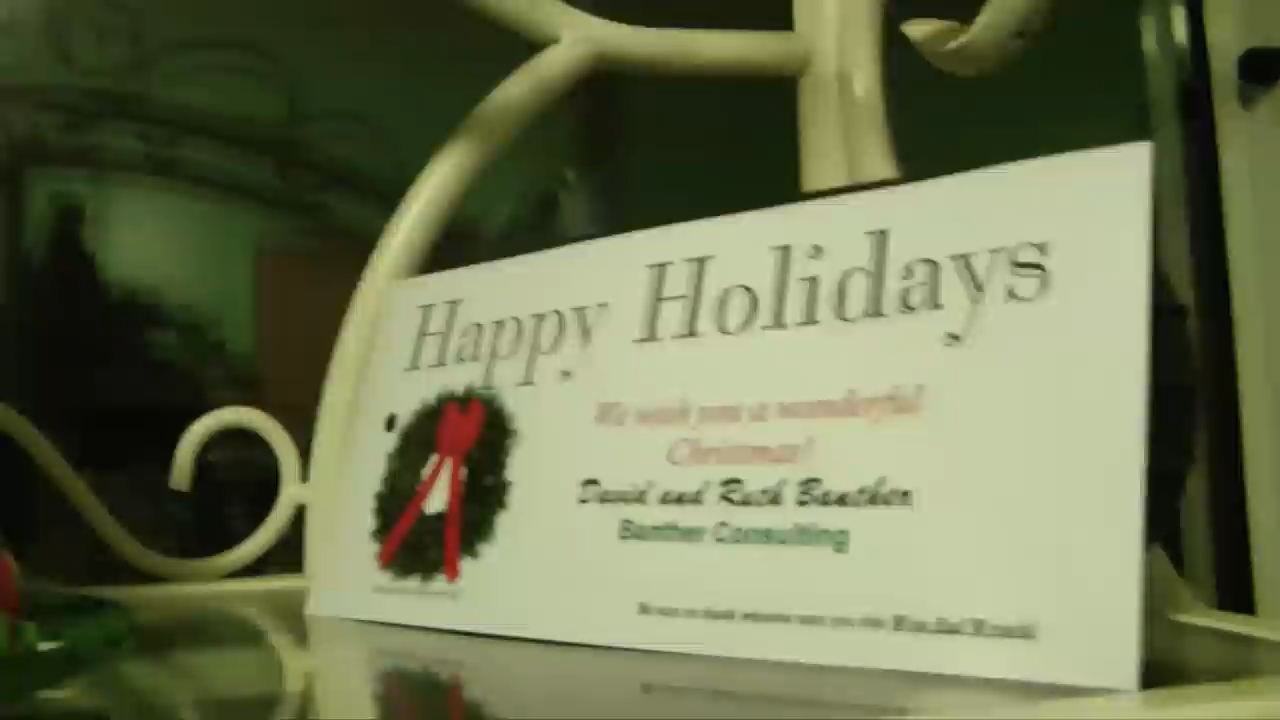 Happy Holidays
We wish you a wonderful
Christmas!
David and Ruth Banther
Banther Consulting